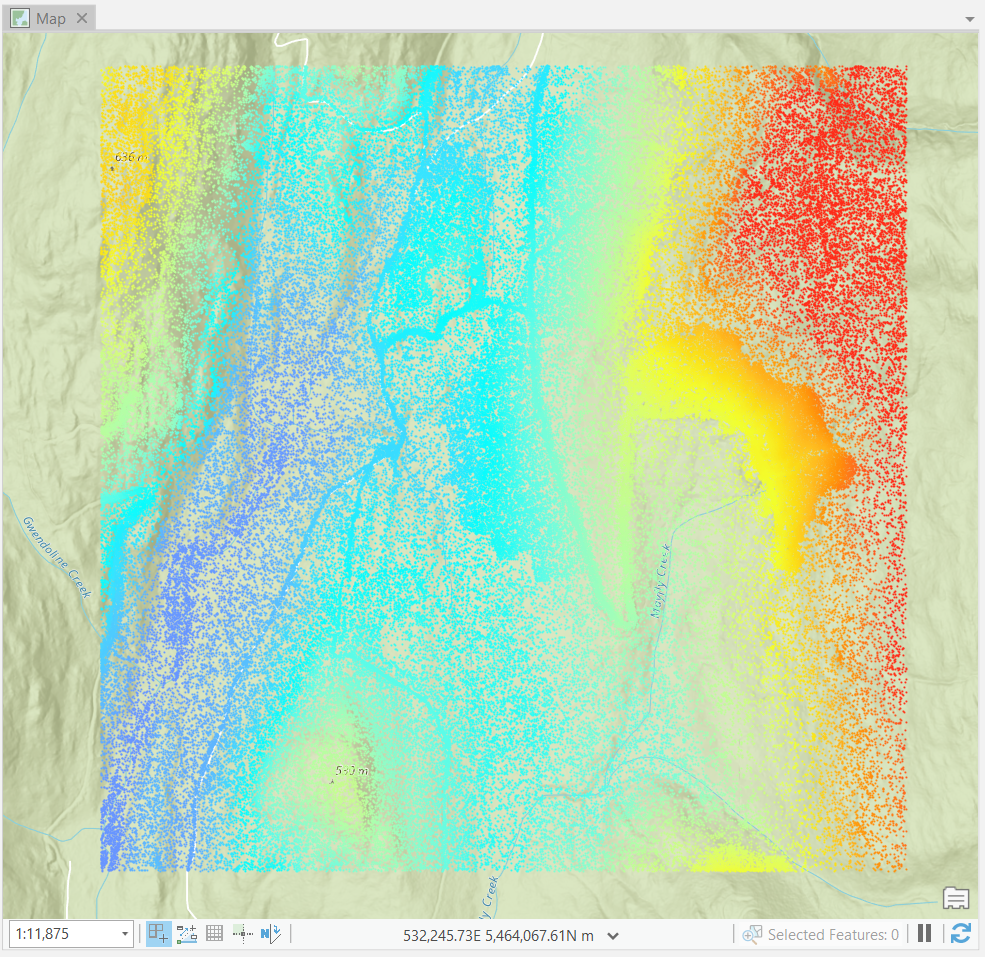 Map
636 m
Gwendoline Creek
Creek
530 m
Creek
1:11,875
532,245.73E 5,464,067.61N m
Selected Features: 0